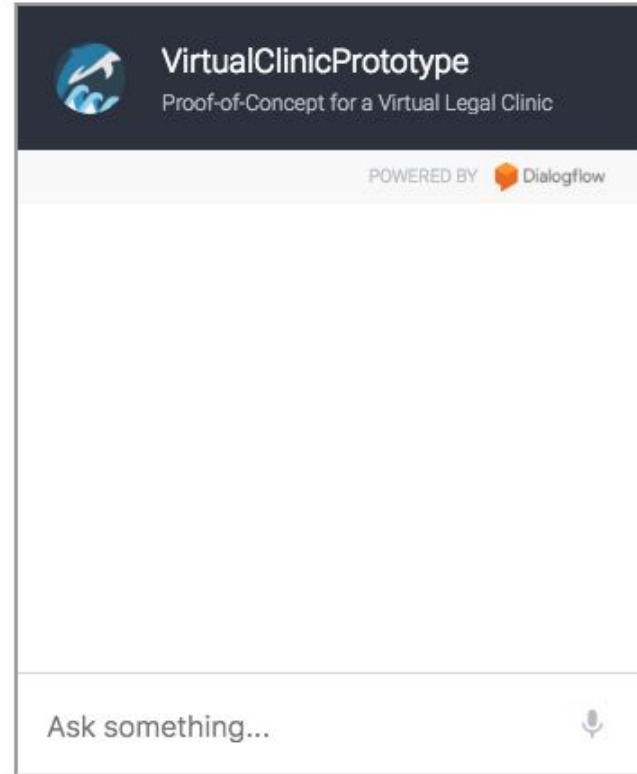 VirtualClinicPrototype
Proof-of-Concept for a Virtual Legal Clinic
POWERED BY Dialogflow
Ask something...